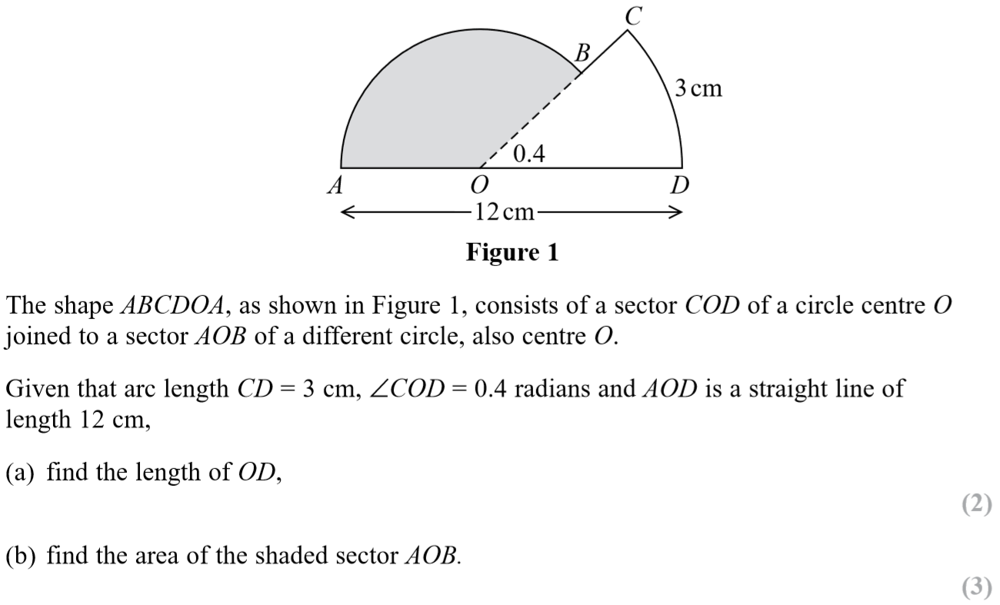 C
B
3 cm
0.4
A
O
D
12 cm
Figure 1
The shape ABCDOA, as shown in Figure 1, consists of a sector COD of a circle centre O
joined to a sector AOB of a different circle, also centre O.
Given that arc length CD = 3 cm, ∠COD = 0.4 radians and AOD is a straight line of
length 12 cm,
(a) find the length of OD,
(2)
(b) find the area of the shaded sector AOB.
(3)